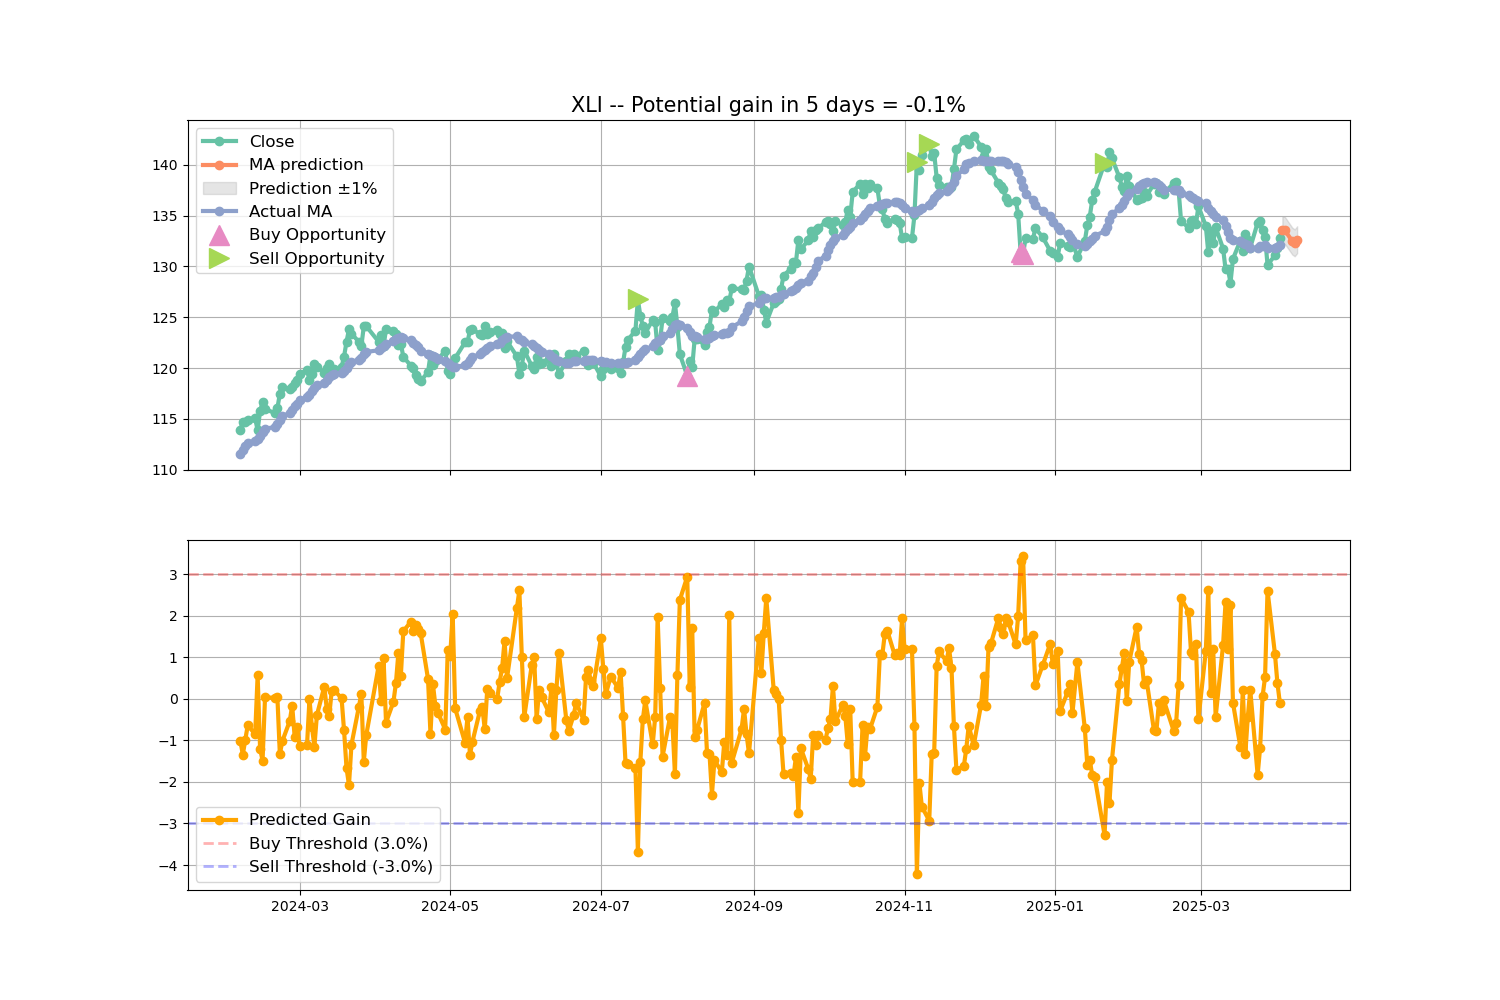 XLI -- Potential gain in 5 days = -0.1%
Close
MA prediction
Prediction ±1%
Actual MA
Buy Opportunity
Sell Opportunity
140
135
130
125
120
115
110
3
2
1
0
−1
−2
−3
−4
Predicted Gain
Buy Threshold (3.0%)
Sell Threshold (-3.0%)
2024-03 2024-05 2024-07 2024-09 2024-11 2025-01 2025-03